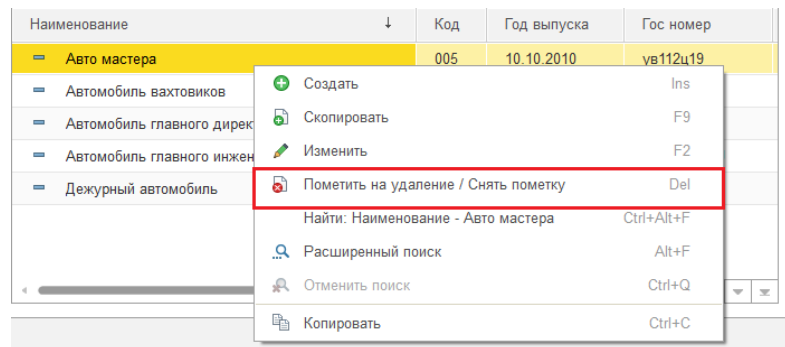 Наименование ↓ Код Год выпуска Гос номер
Авто мастера 005 10.10.2010 ув112ц19
Автомобиль вахтовиков
Автомобиль главного дирек
Автомобиль главного инжен
Дежурный автомобиль
Создать Ins
Скопировать F9
Изменить F2
Пометить на удаление / Снять пометку Del
Найти: Наименование - Авто мастера Ctrl+Alt+F
Расширенный поиск Alt+F
Отменить поиск Ctrl+Q
Копировать Ctrl+C